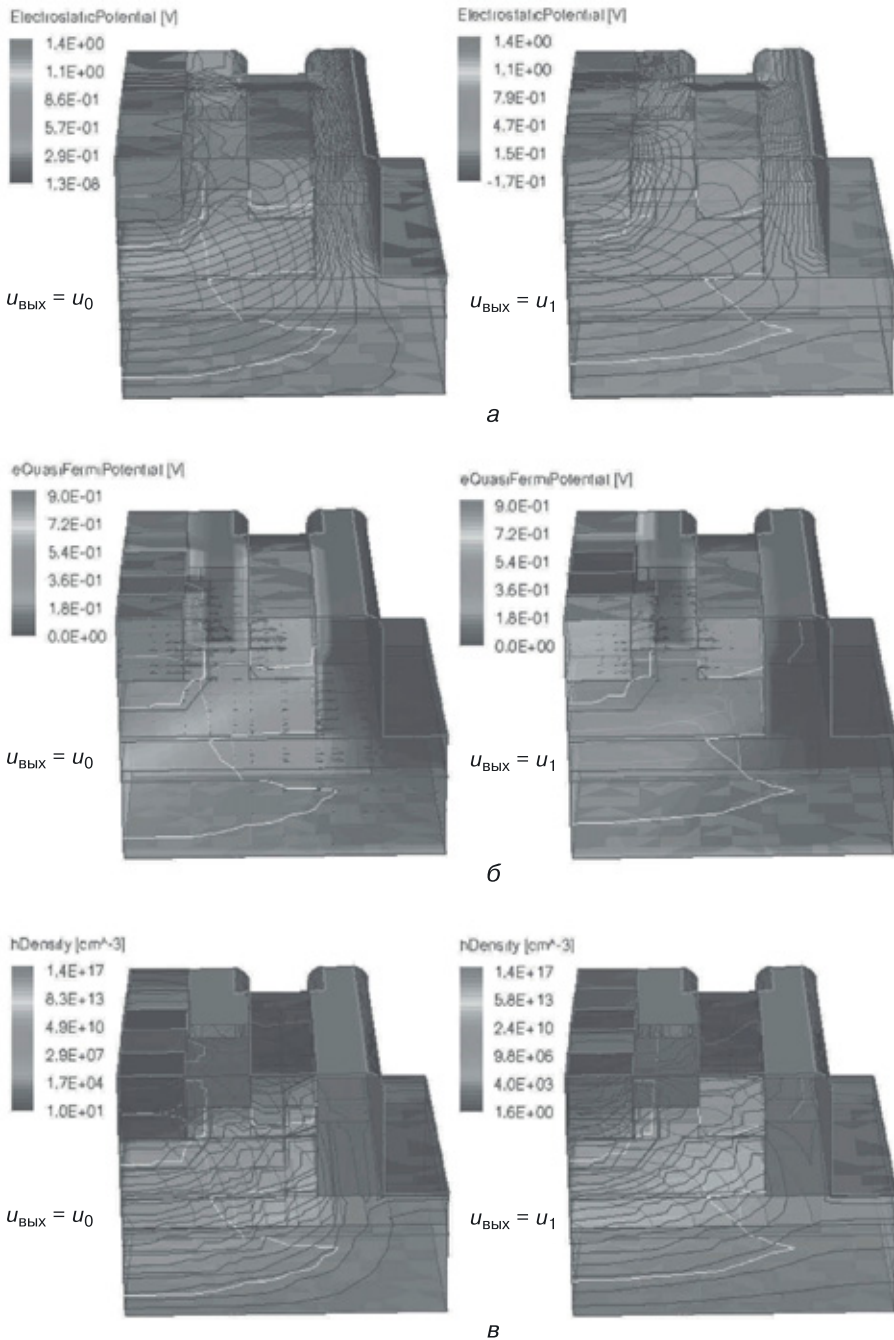 ElectrostaticPotential [V]
1.4E+00
1.1E+00
8.6E-01
5.7E-01
2.9E-01
1.3E-08
uвых = u0
ElectrostaticPotential [V]
1.4E+00
1,1E+00
7.9E-01
4.7E-01
1.5E-01
-1.7E-01
uвых = u1
а
eQuasiFermiPotential [V]
9.0E-01
7.2E-01
5.4E-01
3.6E-01
1.8E-01
0.0E+00
uвых = u0
eQuasiFermiPotential [V]
9.0E-01
7.2E-01
5.4E-01
3.6E-01
1.8E-01
0.0E+00
uвых = u1
б
hDensity [cm^-3]
1,4E+17
8.3E+13
4.9E+10
2.9E+07
1.7E+04
1.0E+01
uвых = u0
hDensity [cm^-3]
1.4E+17
5.8E+13
2.4E+10
9.8E+06
4.0E+03
1.6E+00
uвых = u1
в